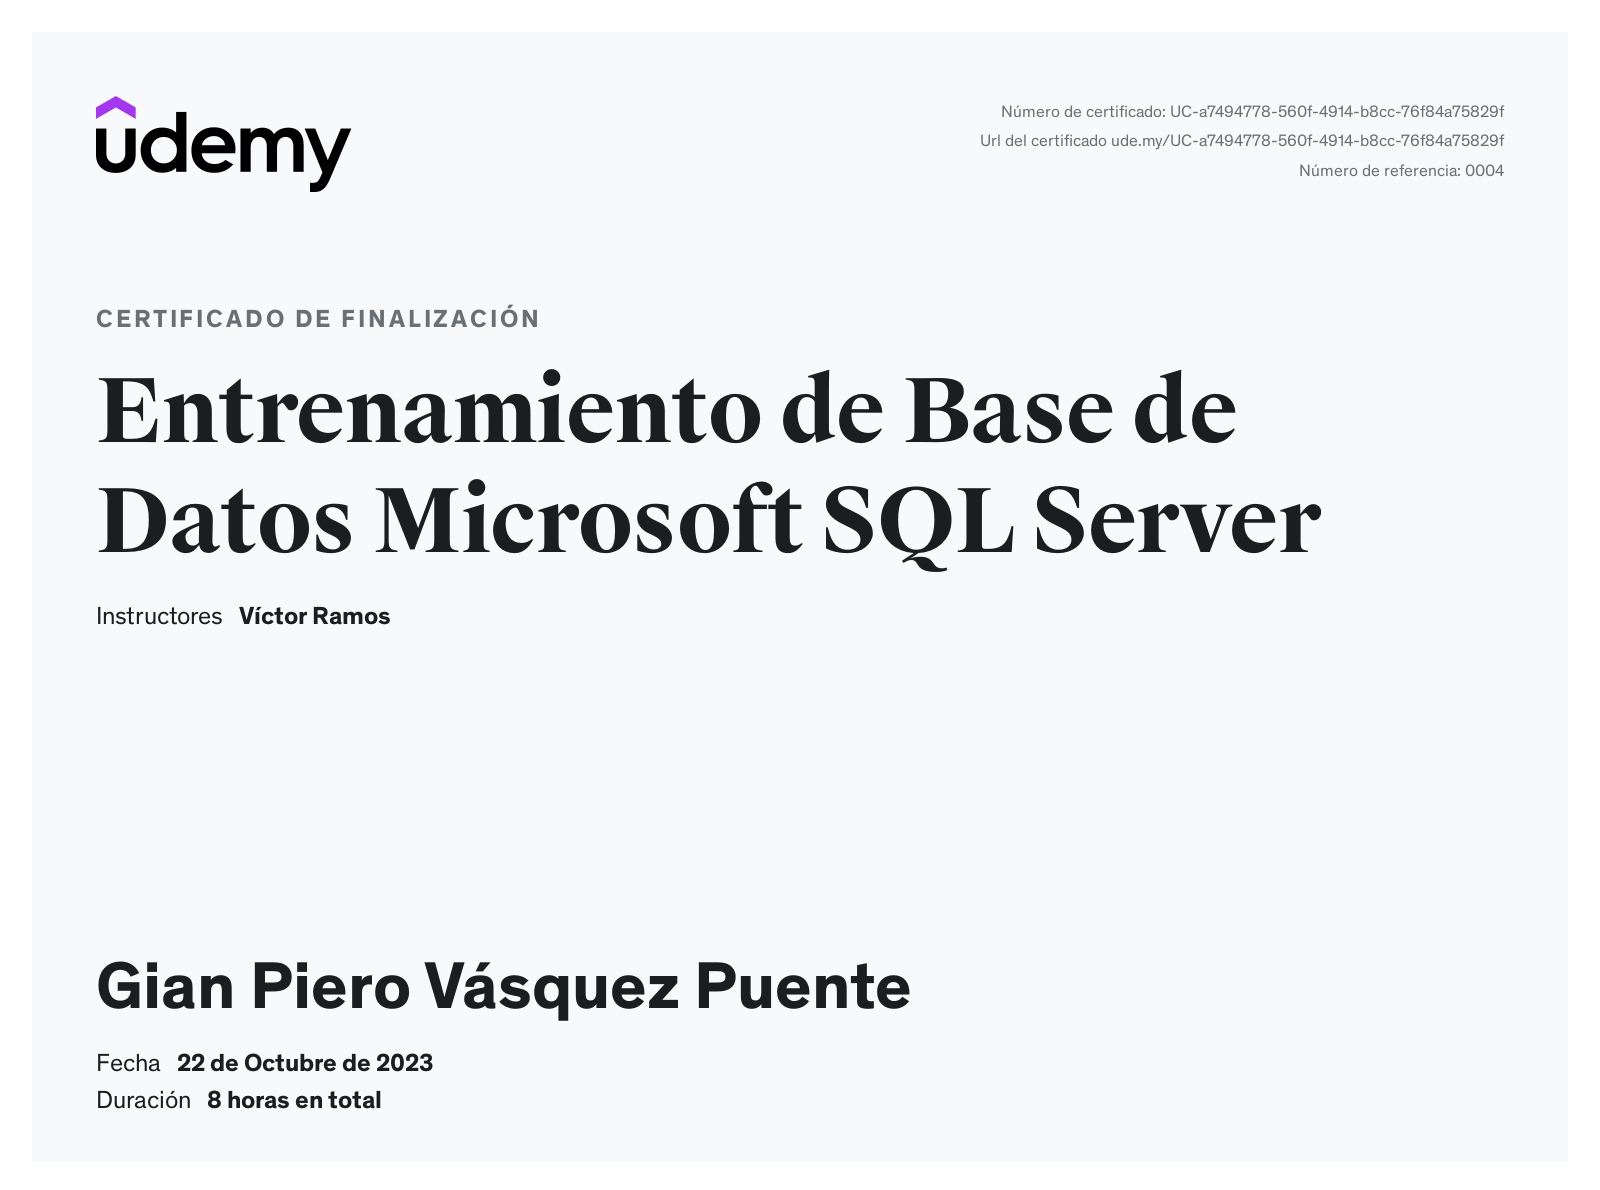 udemy
Número de certificado: UC-a7494778-560f-4914-b8cc-76f84a75829f
Url del certificado ude.my/UC-a7494778-560f-4914-b8cc-76f84a75829f
Número de referencia: 0004
CERTIFICADO DE FINALIZACIÓN
Entrenamiento de Base de
Datos Microsoft SQL Server
Instructores Víctor Ramos
Gian Piero Vásquez Puente
Fecha 22 de Octubre de 2023
Duración 8 horas en total